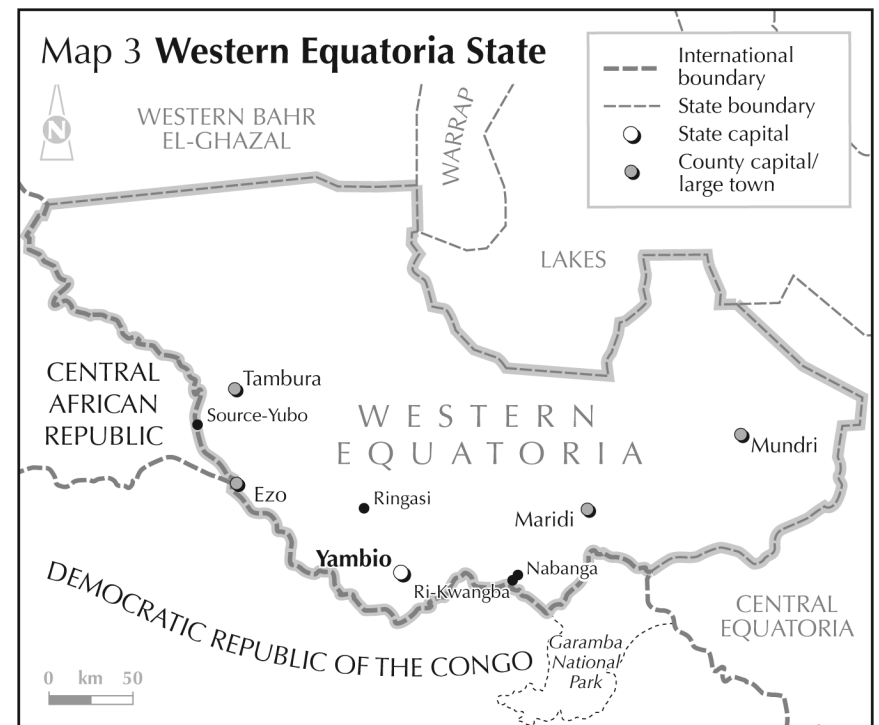 Map 3 Western Equatoria State
International
boundary
State boundary
State capital
County capital/
large town
N
WESTERN BAHR
EL-GHAZAL
WARRAP
LAKES
CENTRAL
AFRICAN
REPUBLIC
Tambura
Source-Yubo
WESTERN
EQUATORIA
Mundri
Ezo
Ringasi
Maridi
Yambio
Nabanga
Ri-Kwangba
DEMOCRATIC REPUBLIC OF THE CONGO
CENTRAL
EQUATORIA
Garamba
National
Park
0 km 50